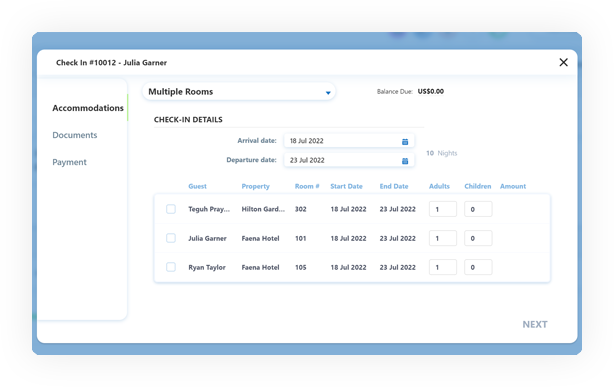 Check In #10012 - Julia Garner
Accommodations
Documents
Payment
Multiple Rooms
Balance Due: US$0.00
CHECK-IN DETAILS
Arrival date: 18 Jul 2022
Departure date: 23 Jul 2022
10 Nights
Guest Property Room # Start Date End Date Adults Children Amount
Teguh Pray... Hilton Gard... 302 18 Jul 2022 23 Jul 2022 1 0
Julia Garner Faena Hotel 101 18 Jul 2022 23 Jul 2022 1 0
Ryan Taylor Faena Hotel 105 18 Jul 2022 23 Jul 2022 1 0
NEXT